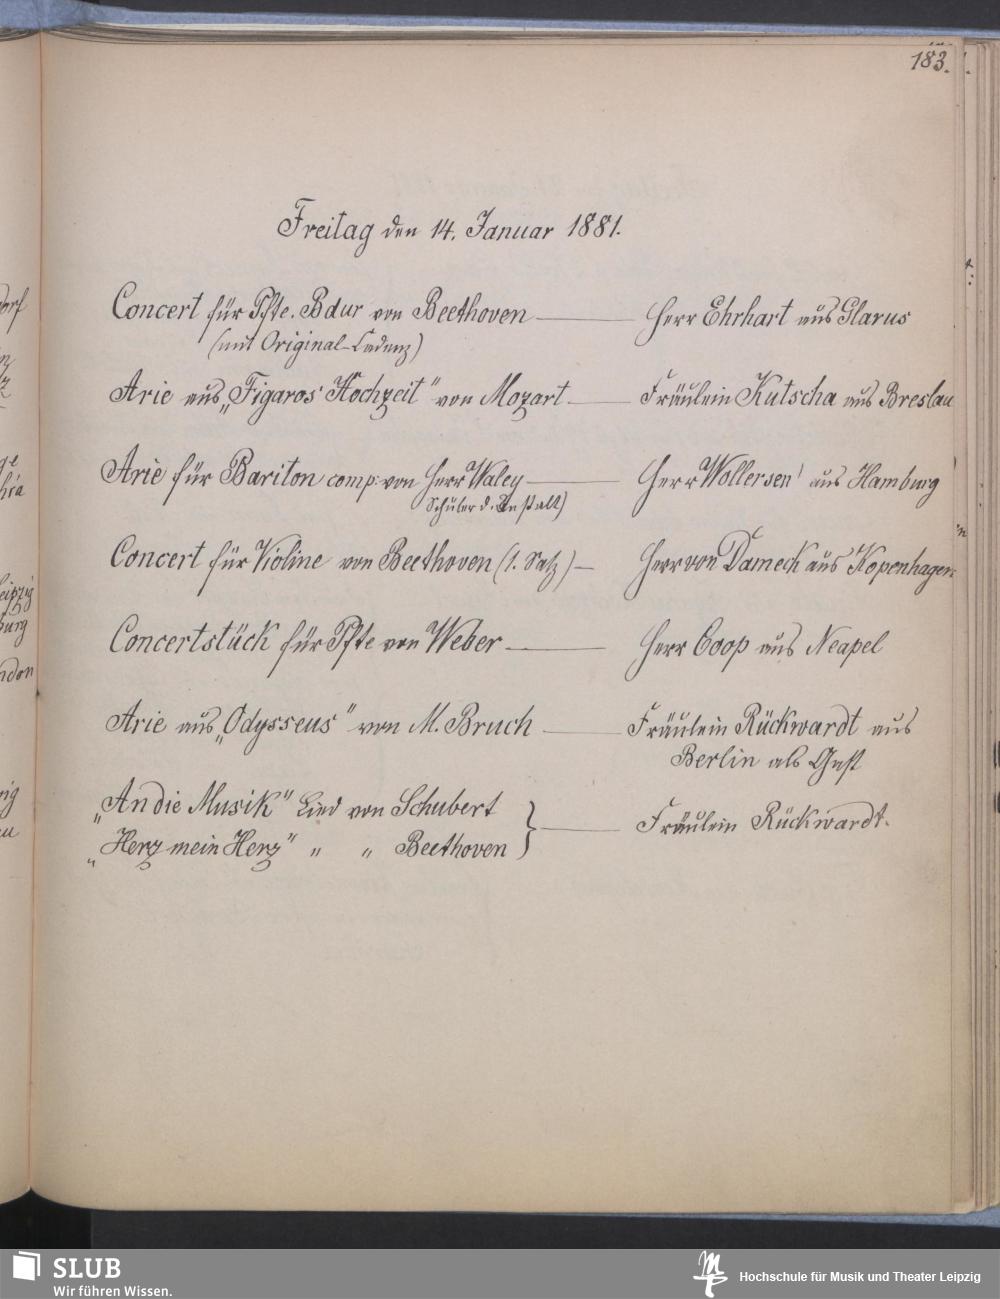 183.
Freitag den 14. Januar 1881.
Concert für Pfte. Bdur von Beethoven — Herr Ehrhart aus Glarus
(mit Original-Cadenz)
Arie aus „Figaros Hochzeit" von Mozart — Fräulein Kutscha aus Breslau
Arie für Bariton comp: von Herr Waley — Herr Wollersen aus Hamburg
Schüler d. Anstalt)
Concert für Violine von Beethoven (1. Satz) — Herr von Dameck aus Kopenhagen
Concertstück für Pfte von Weber — Herr Coop aus Neapel
Arie aus „Odysseus" von M. Bruch — Fräulein Rückwardt aus
Berlin als Gast
„An die Musik" Lied von Schubert
„Herz mein Herz" " " Beethoven } — Fräulein Rückwardt.
SLUB
Wir führen Wissen.
Hochschule für Musik und Theater Leipzig